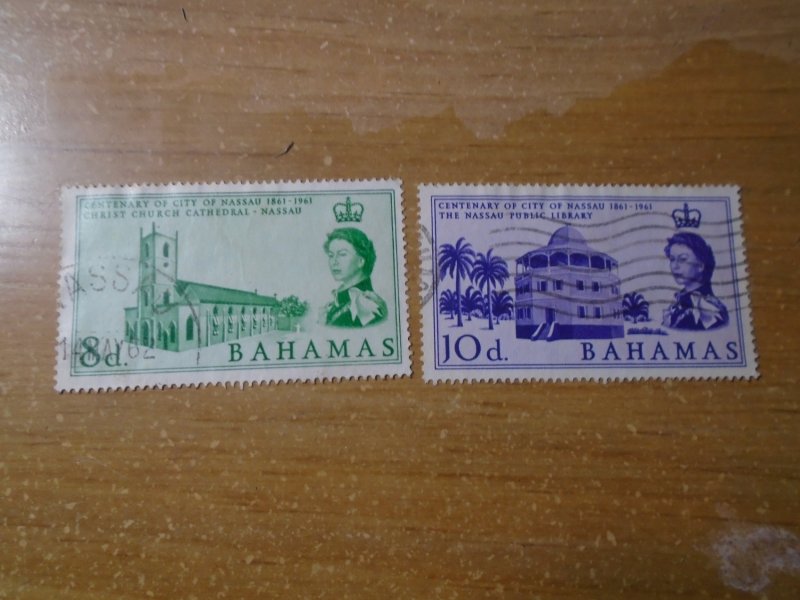 CENTENARY OF CITY OF NASSAU 1861 - 1961
CHRIST CHURCH CATHEDRAL - NASSAU
8d. BAHAMAS
CENTENARY OF CITY OF NASSAU 1861 - 1961
THE NASSAU PUBLIC LIBRARY
10d. BAHAMAS